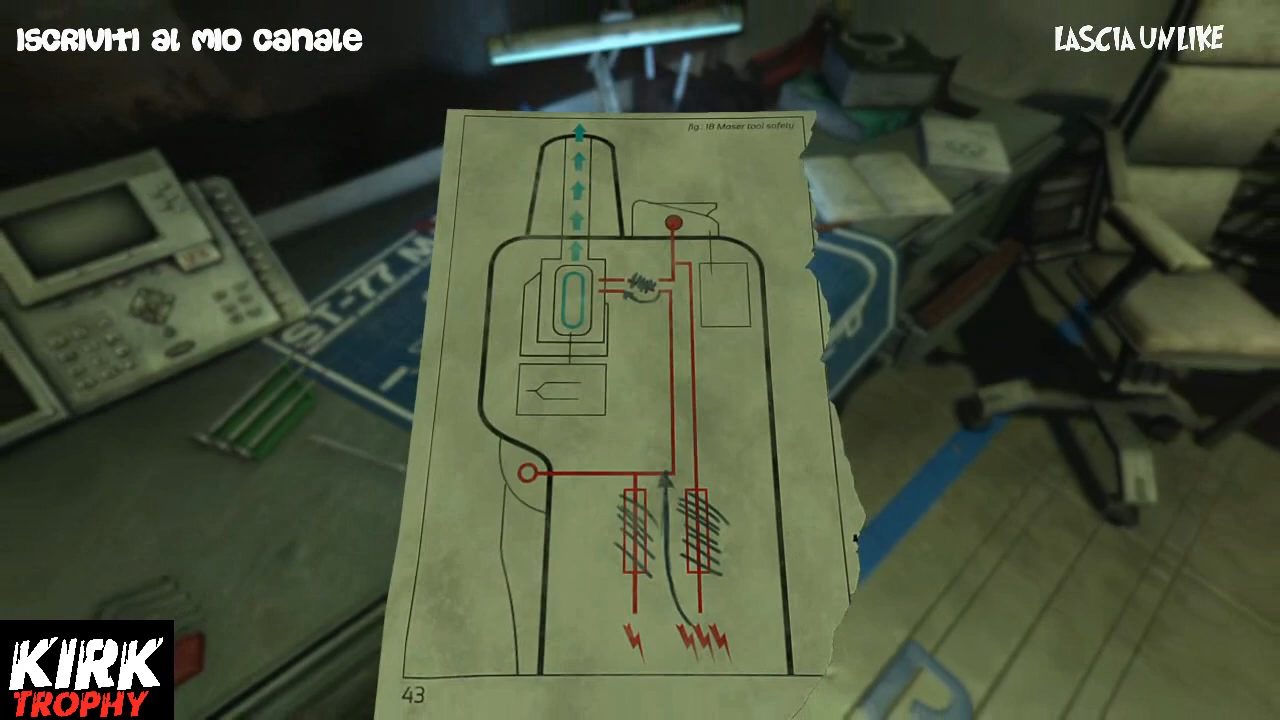 Iscriviti al mio canale
LASCIA UN LIKE
fig. 18 Maser tool safety
ST-77 M
43
KIRK
TROPHY